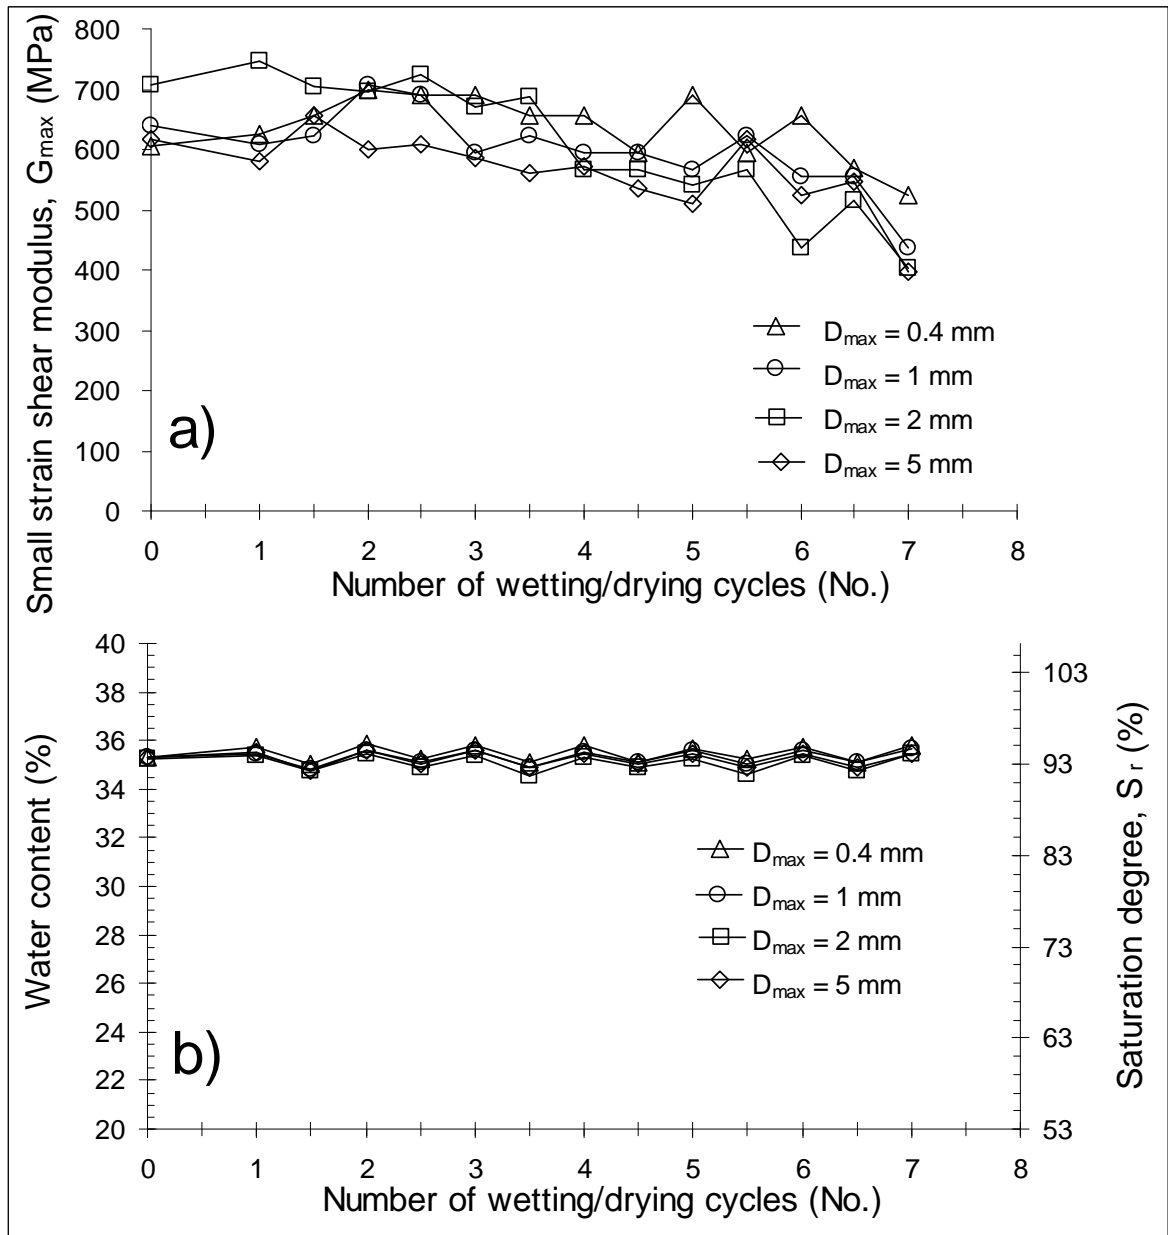 Small strain shear modulus, Gmax (MPa)
800
700
600
500
400
300
200
100
0
a)
Dmax = 0.4 mm
Dmax = 1 mm
Dmax = 2 mm
Dmax = 5 mm
0 1 2 3 4 5 6 7 8
Number of wetting/drying cycles (No.)
Water content (%)
40
38
36
34
32
30
28
26
24
22
20
b)
Dmax = 0.4 mm
Dmax = 1 mm
Dmax = 2 mm
Dmax = 5 mm
103
93
83
73
63
53
Saturation degree, S r (%)
0 1 2 3 4 5 6 7 8
Number of wetting/drying cycles (No.)